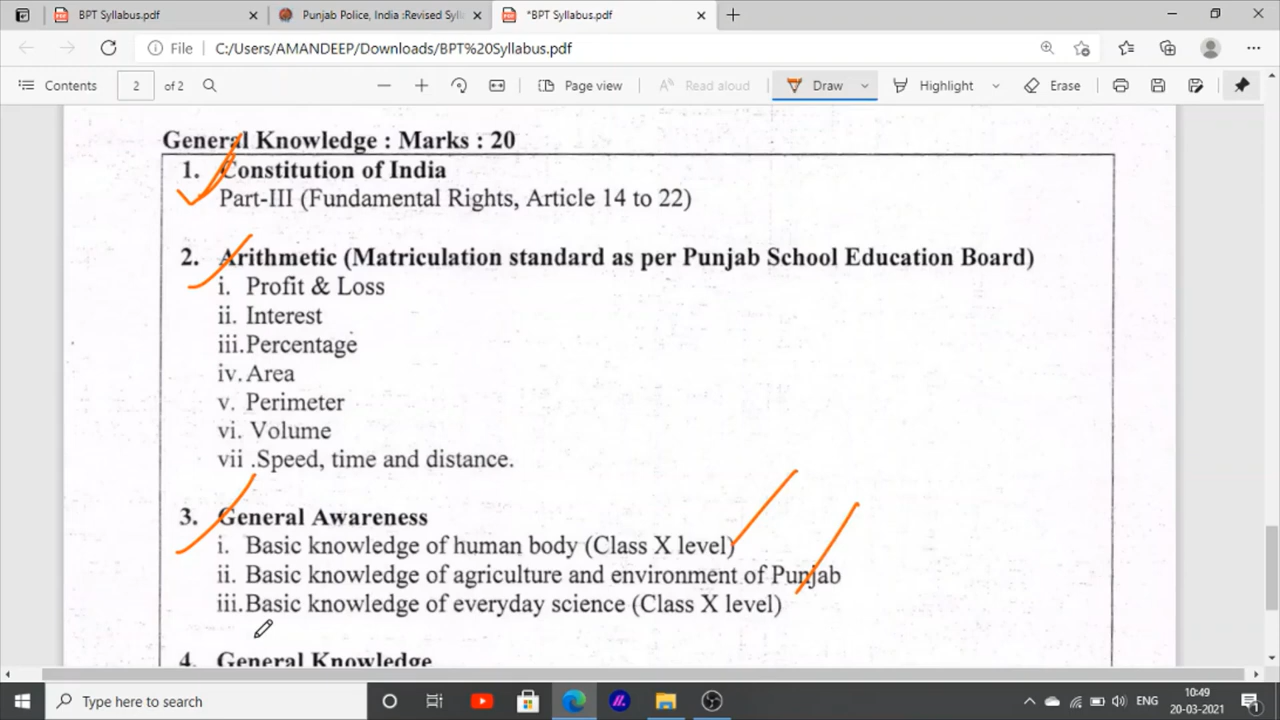 BPT Syllabus.pdf
Punjab Police, India :Revised Syll
*BPT Syllabus.pdf
File
C:/Users/AMANDEEP/Downloads/BPT%20Syllabus.pdf
Contents
2
of 2
Page view
Read aloud
Draw
Highlight
Erase
General Knowledge : Marks : 20
1. Constitution of India
Part-III (Fundamental Rights, Article 14 to 22)
2. Arithmetic (Matriculation standard as per Punjab School Education Board)
i. Profit & Loss
ii. Interest
iii.Percentage
iv. Area
v. Perimeter
vi. Volume
vii .Speed, time and distance.
3. General Awareness
i. Basic knowledge of human body (Class X level)
ii. Basic knowledge of agriculture and environment of Punjab
iii.Basic knowledge of everyday science (Class X level)
4. General Knowledge
Type here to search
ENG
10:49
20-03-2021
1